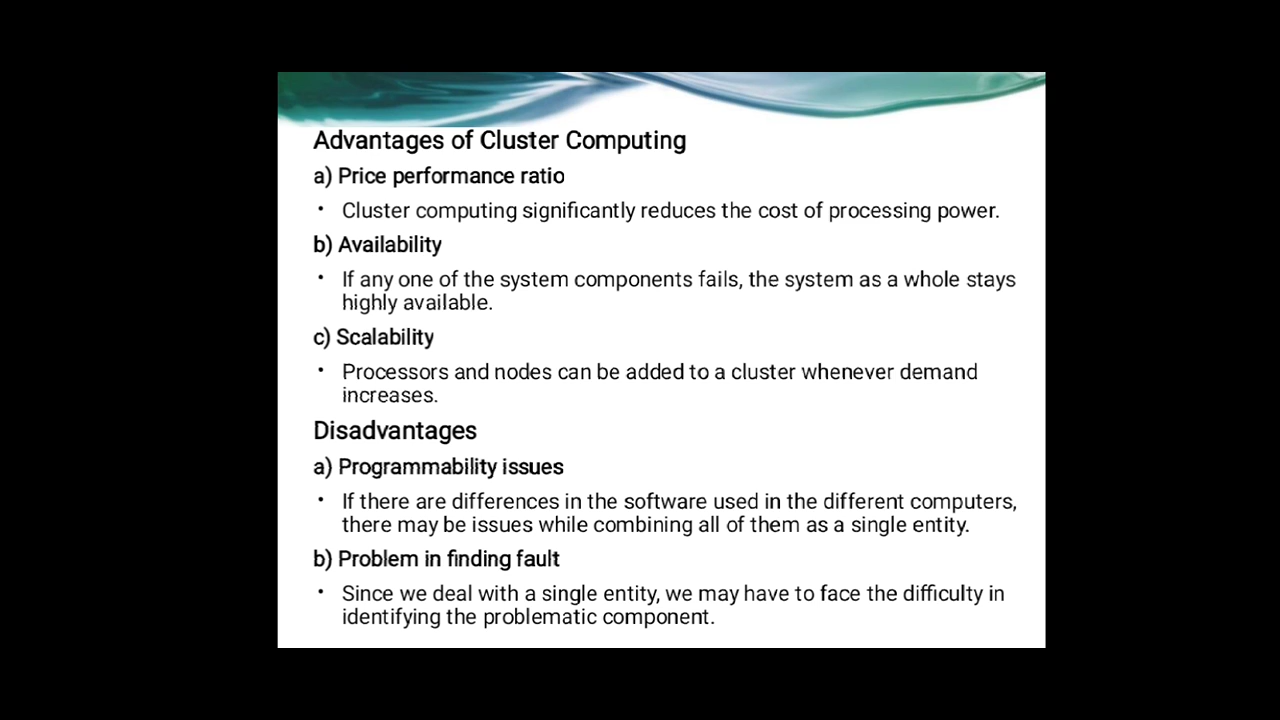 Advantages of Cluster Computing
a) Price performance ratio
• Cluster computing significantly reduces the cost of processing power.
b) Availability
• If any one of the system components fails, the system as a whole stays
highly available.
c) Scalability
• Processors and nodes can be added to a cluster whenever demand
increases.
Disadvantages
a) Programmability issues
• If there are differences in the software used in the different computers,
there may be issues while combining all of them as a single entity.
b) Problem in finding fault
• Since we deal with a single entity, we may have to face the difficulty in
identifying the problematic component.